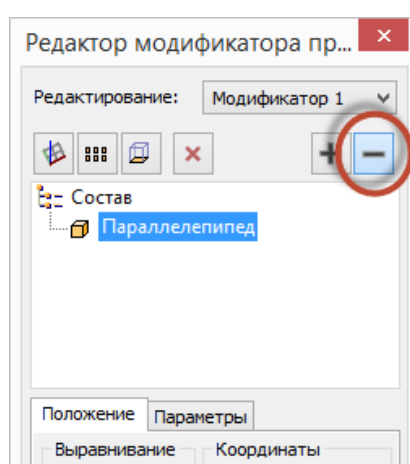 Редактор модификатора пр...
Редактирование: Модификатор 1
Состав
Параллелепипед
Положение Параметры
Выравнивание Координаты